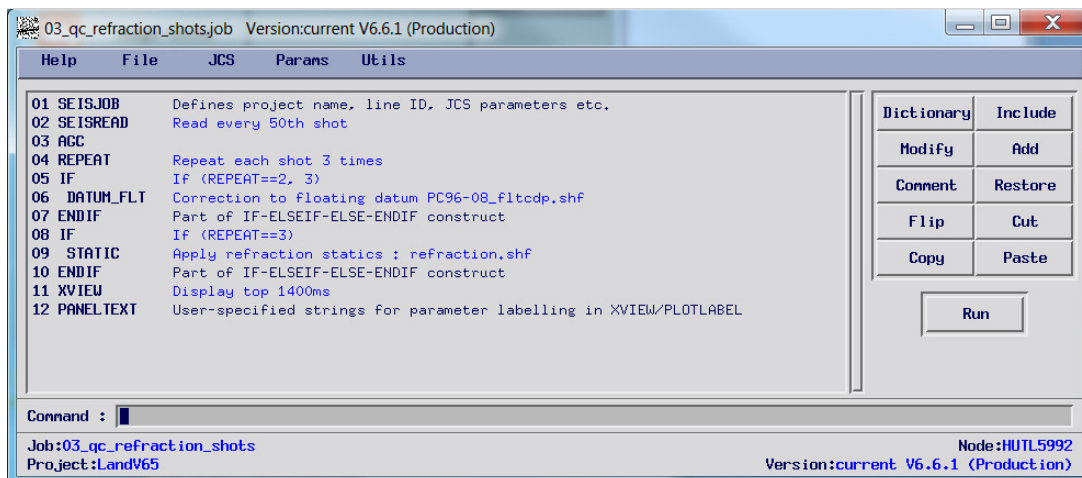 03_qc_refraction_shots.job Version:current V6.6.1 (Production)
Help File JCS Params Utils
01 SEISJOB Defines project name, line ID, JCS parameters etc.
02 SEISREAD Read every 50th shot
03 AGC
04 REPEAT Repeat each shot 3 times
05 IF If (REPEAT==2, 3)
06 DATUM_FLT Correction to floating datum PC96-08_fltcdp.shf
07 ENDIF Part of IF-ELSEIF-ELSE-ENDIF construct
08 IF If (REPEAT==3)
09 STATIC Apply refraction statics : refraction.shf
10 ENDIF Part of IF-ELSEIF-ELSE-ENDIF construct
11 XVIEW Display top 1400ms
12 PANELTEXT User-specified strings for parameter labelling in XVIEW/PLOTLABEL
Dictionary Include
Modify Add
Comment Restore
Flip Cut
Copy Paste
Run
Command :
Job:03_qc_refraction_shots Node:HUTL5992
Project:LandV65 Version:current V6.6.1 (Production)